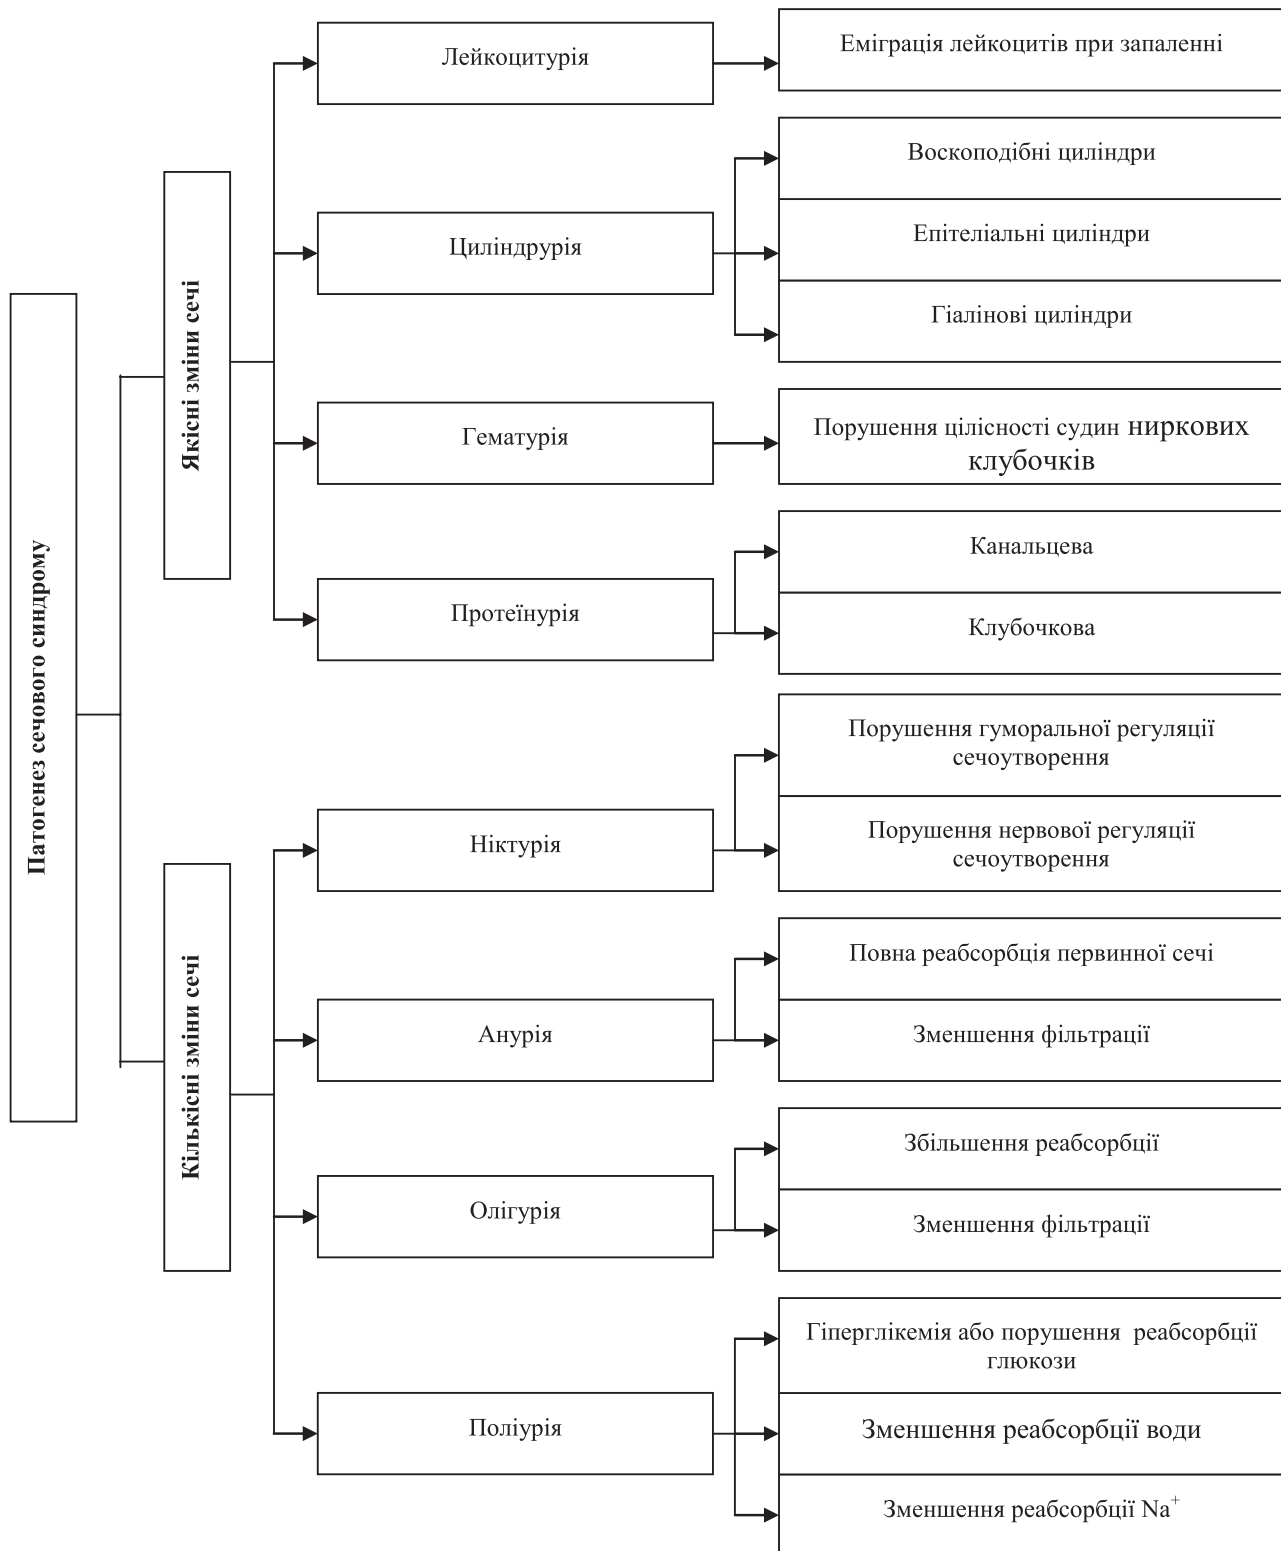 Патогенез сечового синдрому
Якісні зміни сечі
Лейкоцитурія
Еміграція лейкоцитів при запаленні
Циліндрурія
Воскоподібні циліндри
Епітеліальні циліндри
Гіалінові циліндри
Гематурія
Порушення цілісності судин ниркових
клубочків
Протеїнурія
Канальцева
Клубочкова
Кількісні зміни сечі
Ніктурія
Порушення гуморальної регуляції
сечоутворення
Порушення нервової регуляції
сечоутворення
Анурія
Повна реабсорбція первинної сечі
Зменшення фільтрації
Олігурія
Збільшення реабсорбції
Зменшення фільтрації
Поліурія
Гіперглікемія або порушення реабсорбції
глюкози
Зменшення реабсорбції води
Зменшення реабсорбції Na⁺